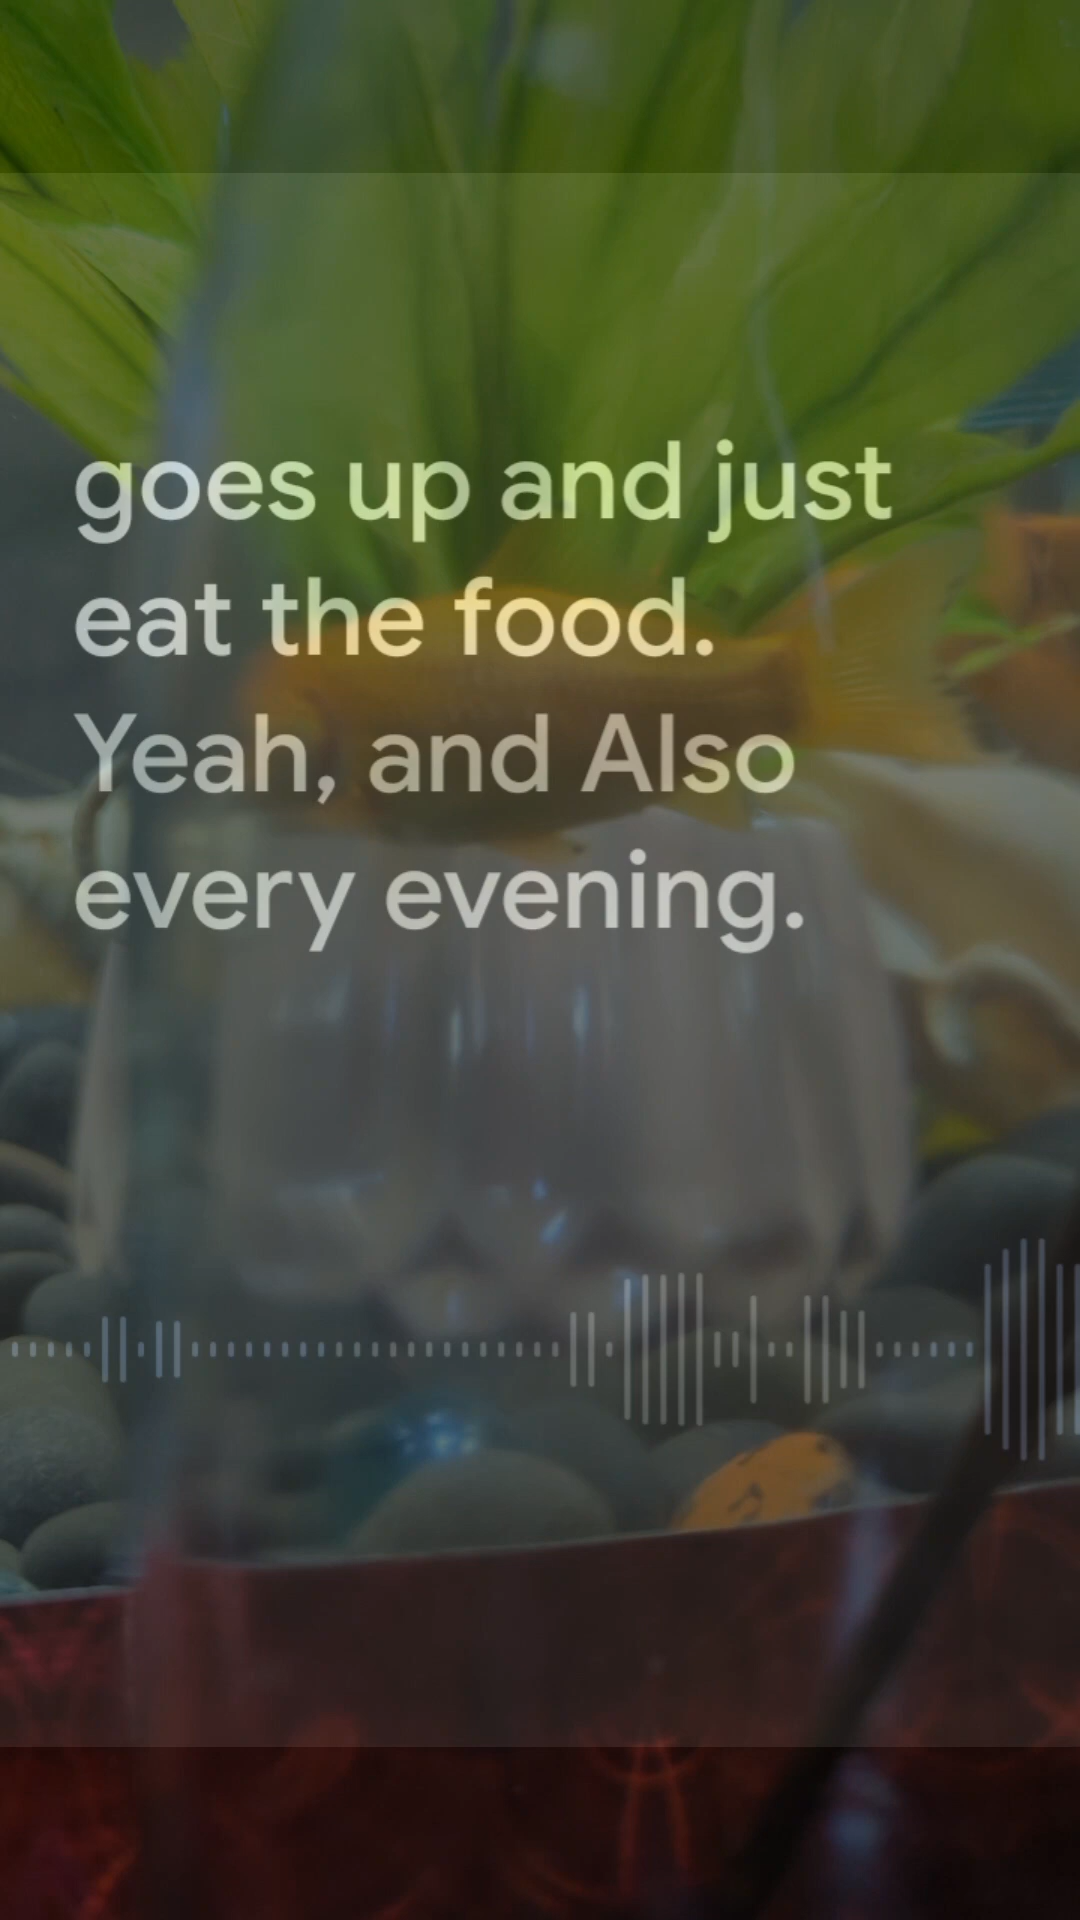 goes up and just
eat the food.
Yeah, and Also
every evening.